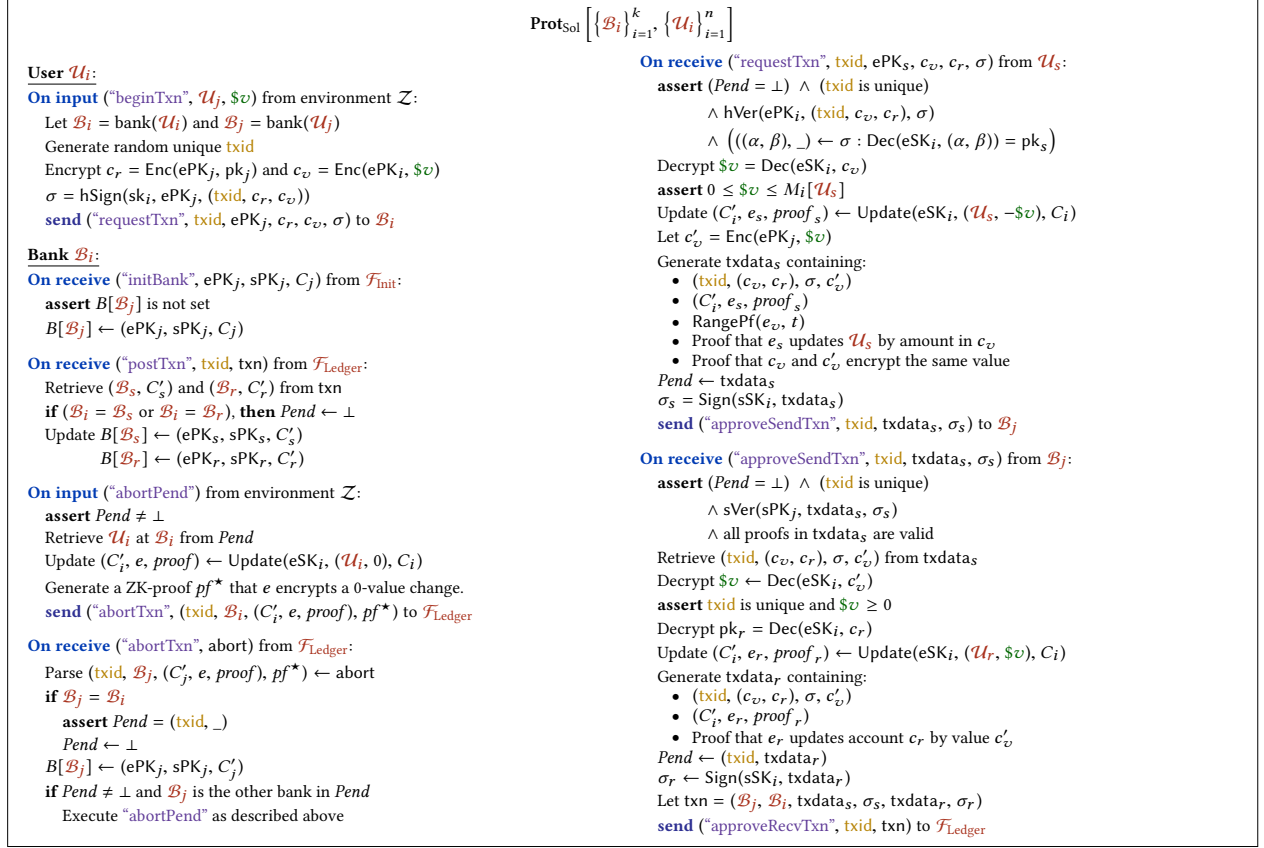 Prot_Sol [{ℬ_i}_{i=1}^k, {𝒰_i}_{i=1}^n]
User 𝒰_i:
On input (“beginTxn”, 𝒰_j, $v) from environment 𝒵:
Let ℬ_i = bank(𝒰_i) and ℬ_j = bank(𝒰_j)
Generate random unique txid
Encrypt c_r = Enc(ePK_j, pk_j) and c_v = Enc(ePK_i, $v)
σ = hSign(sk_i, ePK_j, (txid, c_r, c_v))
send (“requestTxn”, txid, ePK_j, c_r, c_v, σ) to ℬ_i
Bank ℬ_i:
On receive (“initBank”, ePK_j, sPK_j, C_j) from ℱ_Init:
assert B[ℬ_j] is not set
B[ℬ_j] ← (ePK_j, sPK_j, C_j)
On receive (“postTxn”, txid, txn) from ℱ_Ledger:
Retrieve (ℬ_s, C′_s) and (ℬ_r, C′_r) from txn
if (ℬ_i = ℬ_s or ℬ_i = ℬ_r), then Pend ← ⊥
Update B[ℬ_s] ← (ePK_s, sPK_s, C′_s)
B[ℬ_r] ← (ePK_r, sPK_r, C′_r)
On input (“abortPend”) from environment 𝒵:
assert Pend ≠ ⊥
Retrieve 𝒰_i at ℬ_i from Pend
Update (C′_i, e, proof) ← Update(eSK_i, (𝒰_i, 0), C_i)
Generate a ZK-proof pf★ that e encrypts a 0-value change.
send (“abortTxn”, (txid, ℬ_i, (C′_i, e, proof), pf★) to ℱ_Ledger
On receive (“abortTxn”, abort) from ℱ_Ledger:
Parse (txid, ℬ_j, (C′_j, e, proof), pf★) ← abort
if ℬ_j = ℬ_i
assert Pend = (txid, _)
Pend ← ⊥
B[ℬ_j] ← (ePK_j, sPK_j, C′_j)
if Pend ≠ ⊥ and ℬ_j is the other bank in Pend
Execute “abortPend” as described above
On receive (“requestTxn”, txid, ePK_s, c_v, c_r, σ) from 𝒰_s:
assert (Pend = ⊥) ∧ (txid is unique)
∧ hVer(ePK_i, (txid, c_v, c_r), σ)
∧ (((α, β), _) ← σ : Dec(eSK_i, (α, β)) = pk_s)
Decrypt $v = Dec(eSK_i, c_v)
assert 0 ≤ $v ≤ M_i[𝒰_s]
Update (C′_i, e_s, proof_s) ← Update(eSK_i, (𝒰_s, −$v), C_i)
Let c′_v = Enc(ePK_j, $v)
Generate txdata_s containing:
• (txid, (c_v, c_r), σ, c′_v)
• (C′_i, e_s, proof_s)
• RangePf(e_v, t)
• Proof that e_s updates 𝒰_s by amount in c_v
• Proof that c_v and c′_v encrypt the same value
Pend ← txdata_s
σ_s = Sign(sSK_i, txdata_s)
send (“approveSendTxn”, txid, txdata_s, σ_s) to ℬ_j
On receive (“approveSendTxn”, txid, txdata_s, σ_s) from ℬ_j:
assert (Pend = ⊥) ∧ (txid is unique)
∧ sVer(sPK_j, txdata_s, σ_s)
∧ all proofs in txdata_s are valid
Retrieve (txid, (c_v, c_r), σ, c′_v) from txdata_s
Decrypt $v ← Dec(eSK_i, c′_v)
assert txid is unique and $v ≥ 0
Decrypt pk_r = Dec(eSK_i, c_r)
Update (C′_i, e_r, proof_r) ← Update(eSK_i, (𝒰_r, $v), C_i)
Generate txdata_r containing:
• (txid, (c_v, c_r), σ, c′_v)
• (C′_i, e_r, proof_r)
• Proof that e_r updates account c_r by value c′_v
Pend ← (txid, txdata_r)
σ_r ← Sign(sSK_i, txdata_r)
Let txn = (ℬ_j, ℬ_i, txdata_s, σ_s, txdata_r, σ_r)
send (“approveRecvTxn”, txid, txn) to ℱ_Ledger